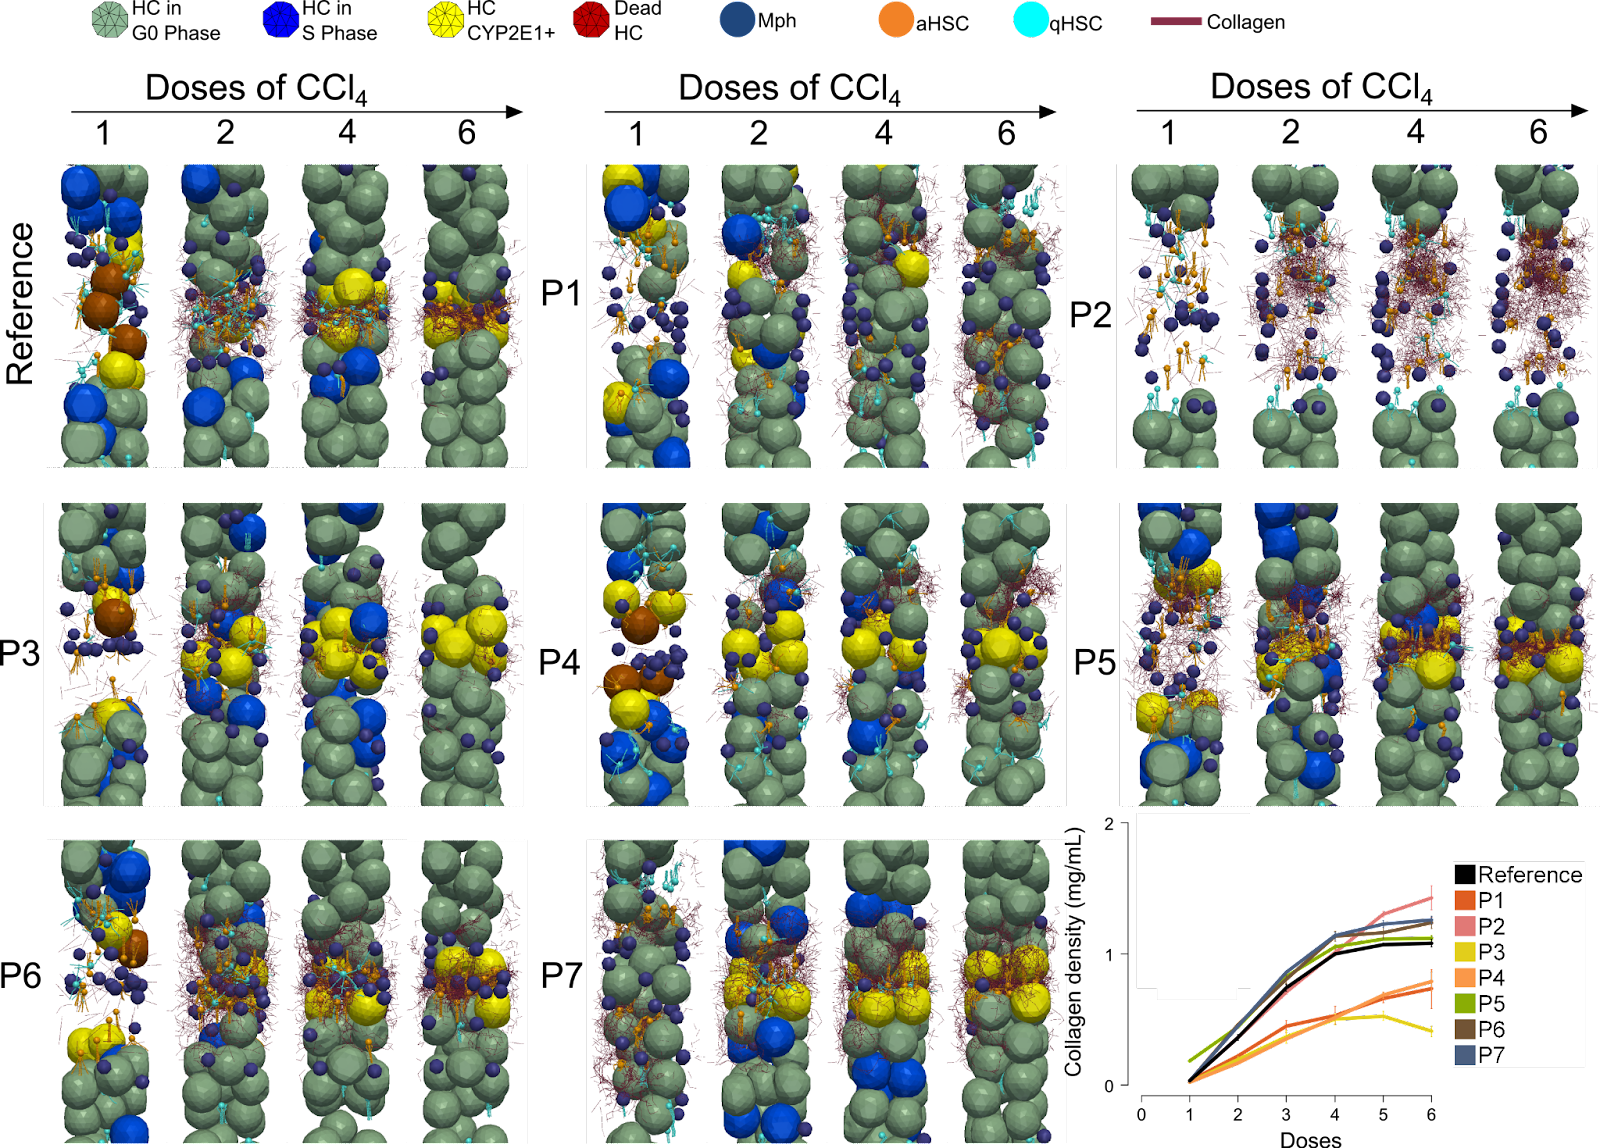 HC in
G0 Phase
HC in
S Phase
HC
CYP2E1+
Dead
HC
Mph
aHSC
qHSC
Collagen
Doses of CCl₄
1 2 4 6
Doses of CCl₄
1 2 4 6
Doses of CCl₄
1 2 4 6
Reference
P1
P2
P3
P4
P5
P6
P7
Collagen density (mg/mL)
2
1
0
0 1 2 3 4 5 6
Doses
Reference
P1
P2
P3
P4
P5
P6
P7